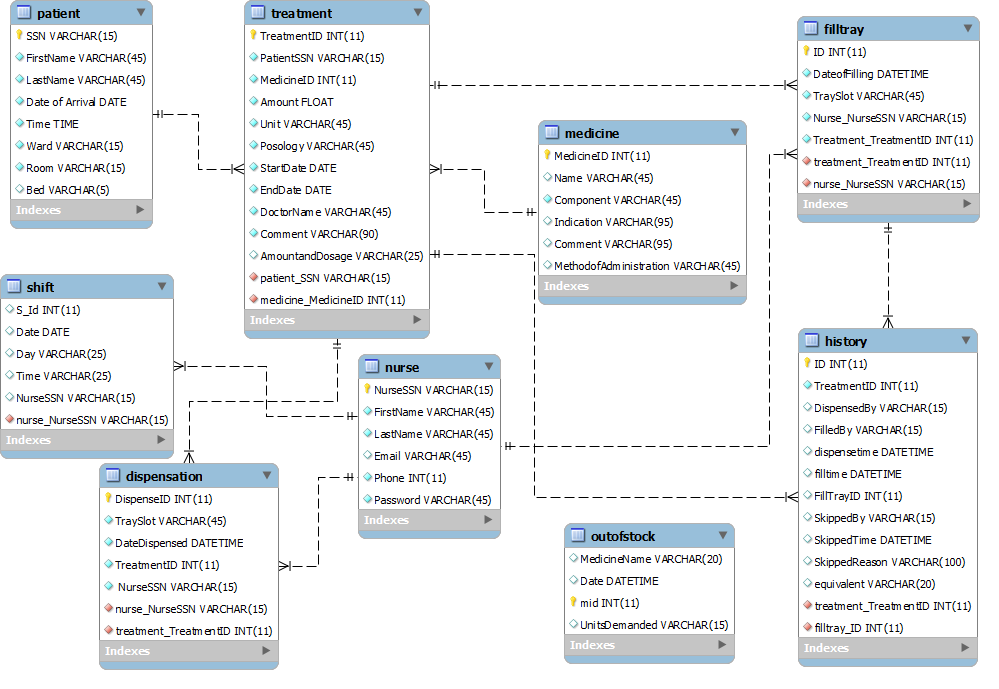 patient
SSN VARCHAR(15)
FirstName VARCHAR(45)
LastName VARCHAR(45)
Date of Arrival DATE
Time TIME
Ward VARCHAR(15)
Room VARCHAR(15)
Bed VARCHAR(5)
Indexes
treatment
TreatmentID INT(11)
PatientSSN VARCHAR(15)
MedicineID INT(11)
Amount FLOAT
Unit VARCHAR(45)
Posology VARCHAR(45)
StartDate DATE
EndDate DATE
DoctorName VARCHAR(45)
Comment VARCHAR(90)
AmountandDosage VARCHAR(25)
patient_SSN VARCHAR(15)
medicine_MedicineID INT(11)
Indexes
filltray
ID INT(11)
DateofFilling DATETIME
TraySlot VARCHAR(45)
Nurse_NurseSSN VARCHAR(15)
Treatment_TreatmentID INT(11)
treatment_TreatmentID INT(11)
nurse_NurseSSN VARCHAR(15)
Indexes
medicine
MedicineID INT(11)
Name VARCHAR(45)
Component VARCHAR(45)
Indication VARCHAR(95)
Comment VARCHAR(95)
MethodofAdministration VARCHAR(45)
Indexes
shift
S_Id INT(11)
Date DATE
Day VARCHAR(25)
Time VARCHAR(25)
NurseSSN VARCHAR(15)
nurse_NurseSSN VARCHAR(15)
Indexes
nurse
NurseSSN VARCHAR(15)
FirstName VARCHAR(45)
LastName VARCHAR(45)
Email VARCHAR(45)
Phone INT(11)
Password VARCHAR(45)
Indexes
history
ID INT(11)
TreatmentID INT(11)
DispensedBy VARCHAR(15)
FilledBy VARCHAR(15)
dispensetime DATETIME
filltime DATETIME
FillTrayID INT(11)
SkippedBy VARCHAR(15)
SkippedTime DATETIME
SkippedReason VARCHAR(100)
equivalent VARCHAR(20)
treatment_TreatmentID INT(11)
filltray_ID INT(11)
Indexes
dispensation
DispenseID INT(11)
TraySlot VARCHAR(45)
DateDispensed DATETIME
TreatmentID INT(11)
NurseSSN VARCHAR(15)
nurse_NurseSSN VARCHAR(15)
treatment_TreatmentID INT(11)
Indexes
outofstock
MedicineName VARCHAR(20)
Date DATETIME
mid INT(11)
UnitsDemanded VARCHAR(15)
Indexes